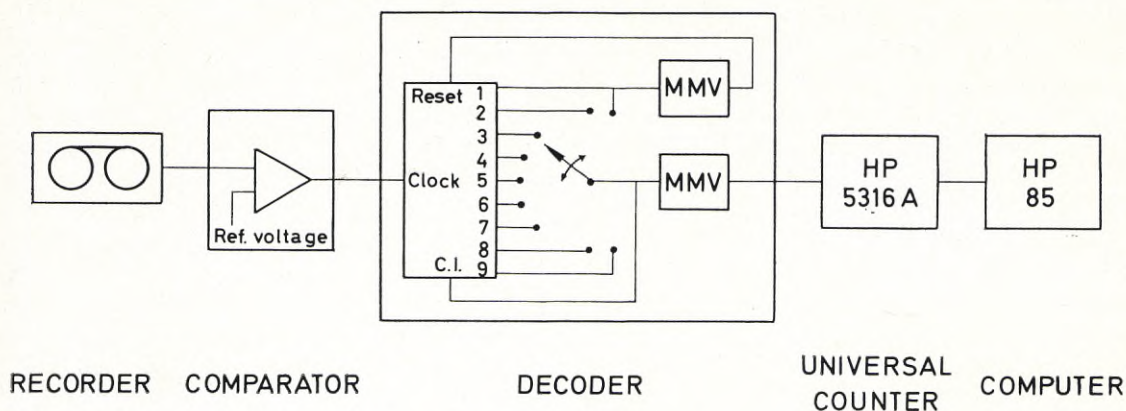 Reset
1
2
3
4
Clock
5
6
7
8
C.I.
9
MMV
MMV
Ref. voltage
HP
5316 A
HP
85
RECORDER
COMPARATOR
DECODER
UNIVERSAL
COUNTER
COMPUTER